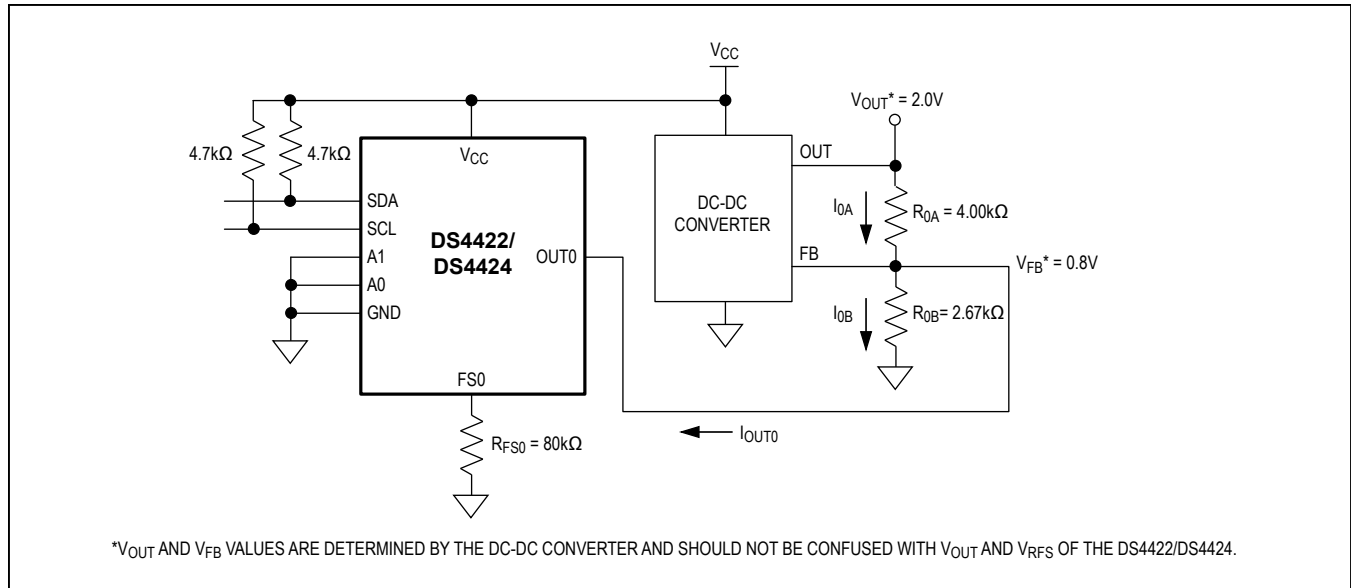 VCC
VOUT* = 2.0V
4.7kΩ
4.7kΩ
VCC
SDA
SCL
A1
A0
GND
DS4422/
DS4424
OUT0
FS0
RFS0 = 80kΩ
DC-DC
CONVERTER
OUT
FB
I0A
R0A = 4.00kΩ
VFB* = 0.8V
I0B
R0B= 2.67kΩ
IOUT0
*VOUT AND VFB VALUES ARE DETERMINED BY THE DC-DC CONVERTER AND SHOULD NOT BE CONFUSED WITH VOUT AND VRFS OF THE DS4422/DS4424.